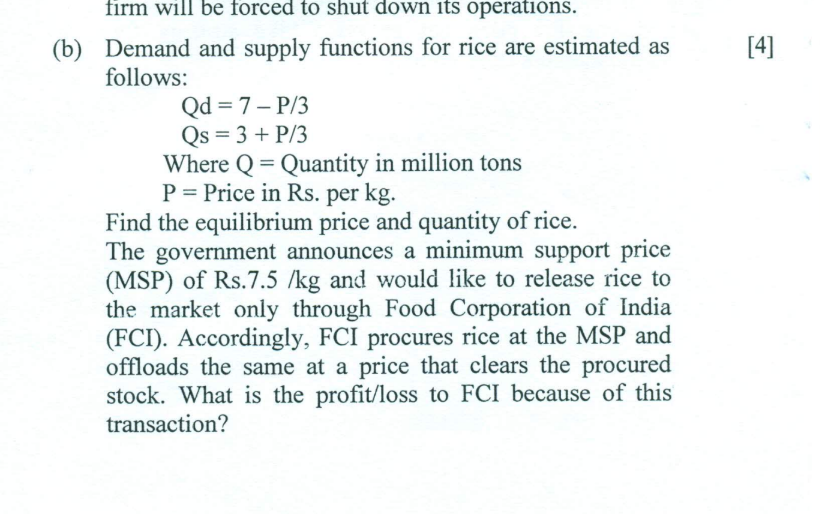 firm will be forced to shut down its operations.
(b) Demand and supply functions for rice are estimated as [4]
follows:
Qd = 7 – P/3
Qs = 3 + P/3
Where Q = Quantity in million tons
P = Price in Rs. per kg.
Find the equilibrium price and quantity of rice.
The government announces a minimum support price
(MSP) of Rs.7.5 /kg and would like to release rice to
the market only through Food Corporation of India
(FCI). Accordingly, FCI procures rice at the MSP and
offloads the same at a price that clears the procured
stock. What is the profit/loss to FCI because of this
transaction?